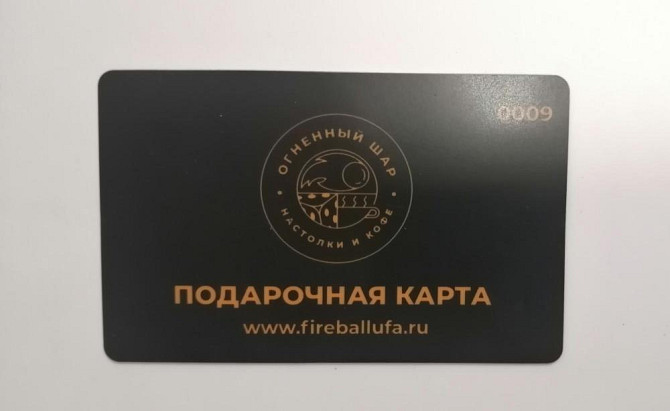 0009
ОГНЕННЫЙ ШАР
НАСТОЛКИ И КОФЕ
ПОДАРОЧНАЯ КАРТА
www.fireballufa.ru